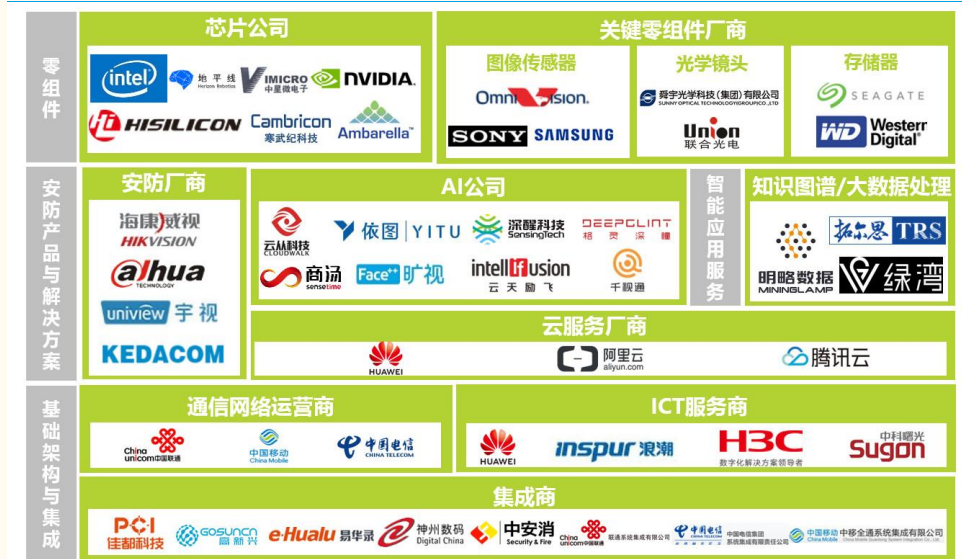 零组件
芯片公司
intel
地平线
Horizon Robotics
VIMICRO
中星微电子
NVIDIA.
HISILICON
Cambricon
寒武纪科技
Ambarella™
关键零组件厂商
图像传感器
OmniVision.
SONY SAMSUNG
光学镜头
舜宇光学科技(集团)有限公司
SUNNY OPTICAL TECHNOLOGY(GROUP)CO.,LTD
Union
联合光电
存储器
SEAGATE
WD Western Digital®
安防产品与解决方案
安防厂商
海康威视
HIKVISION
alhua
TECHNOLOGY
uniview 宇视
KEDACOM
AI公司
云从科技
CLOUDWALK
依图 YITU
深醒科技
SensingTech
DEEPGLINT
格灵深瞳
商汤
sensetime
Face++ 旷视
intellifusion
云天励飞
千视通
智能应用服务
知识图谱/大数据处理
明略数据
MININGLAMP
拓尔思 TRS
绿湾
云服务厂商
HUAWEI
阿里云
aliyun.com
腾讯云
基础架构与集成
通信网络运营商
China
unicom中国联通
中国移动
China Mobile
中国电信
CHINA TELECOM
ICT服务商
HUAWEI
inspur 浪潮
H3C
数字化解决方案领导者
中科曙光
Sugon
集成商
PCI
佳都科技
GOSUNCN
高新兴
e-Hualu 易华录
神州数码
Digital China
中安消
Security & Fire
China
unicom中国联通
联通系统集成有限公司
中国电信
中国电信集团
系统集成有限责任公司
中国移动
China Mobile
中移全通系统集成有限公司